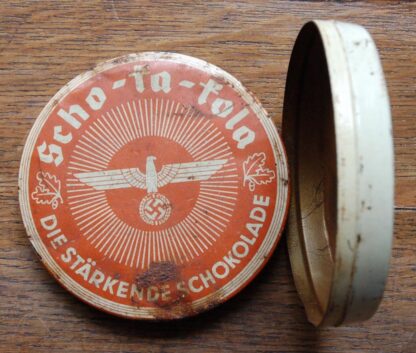 Scho-ka-kola
DIE STÄRKENDE SCHOKOLADE